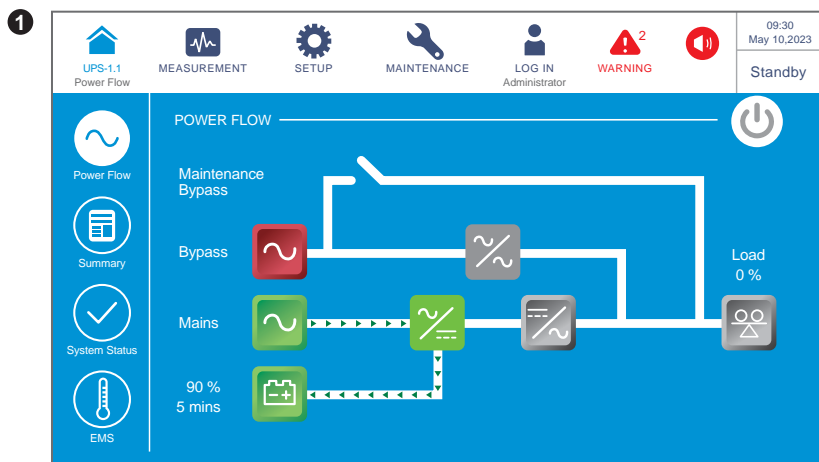 1
UPS-1.1
Power Flow
MEASUREMENT
SETUP
MAINTENANCE
LOG IN
Administrator
2
WARNING
09:30
May 10,2023
Standby
Power Flow
Summary
System Status
EMS
POWER FLOW
Maintenance
Bypass
Bypass
Load
0 %
Mains
90 %
5 mins